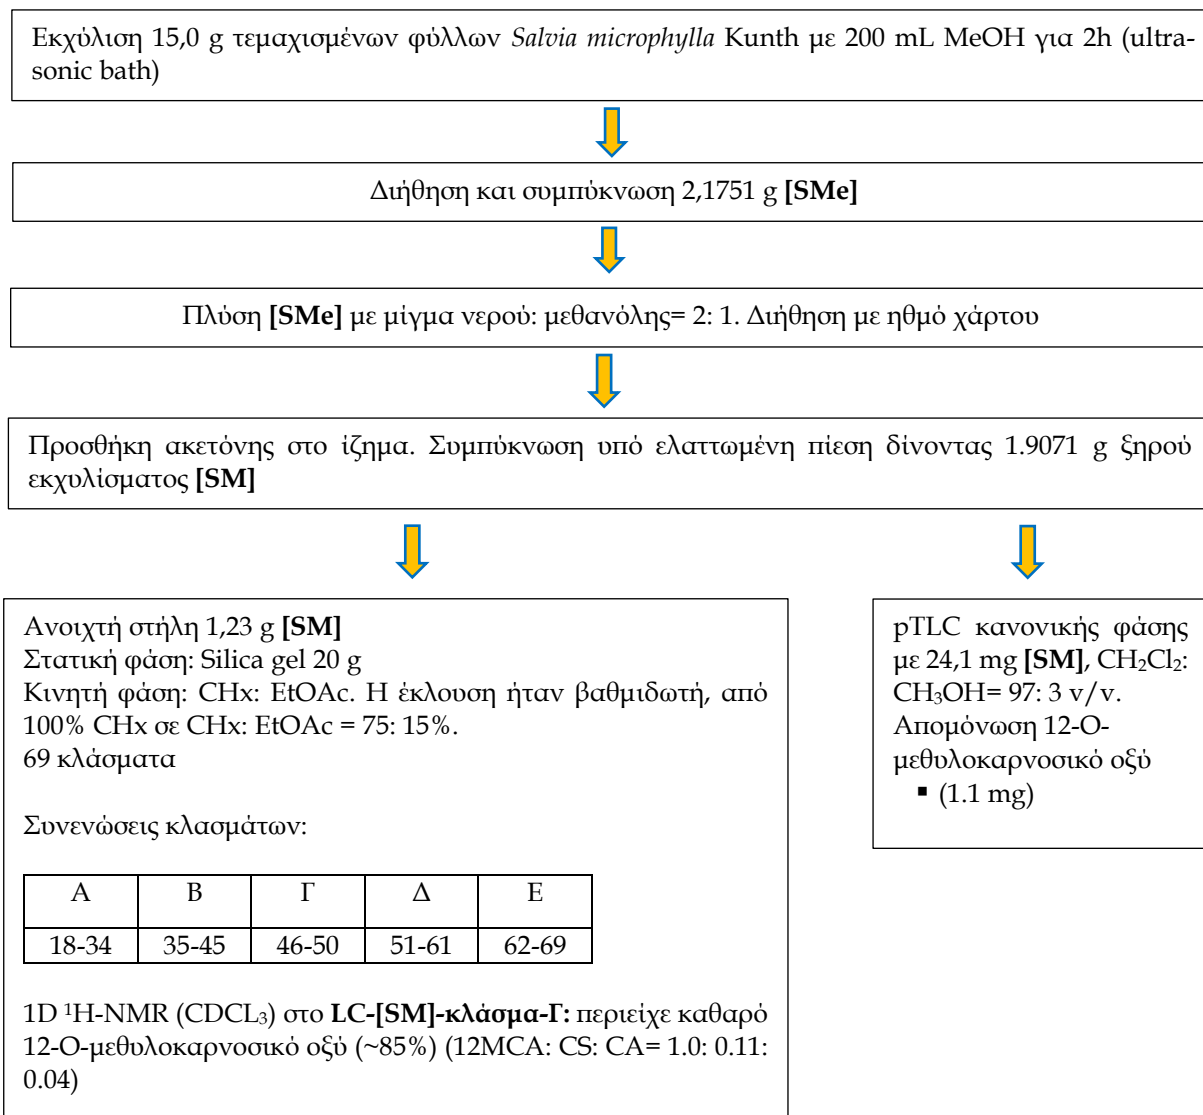 Εκχύλιση 15,0 g τεμαχισμένων φύλλων Salvia microphylla Kunth με 200 mL MeOH για 2h (ultra-
sonic bath)
Διήθηση και συμπύκνωση 2,1751 g [SMe]
Πλύση [SMe] με μίγμα νερού: μεθανόλης= 2: 1. Διήθηση με ηθμό χάρτου
Προσθήκη ακετόνης στο ίζημα. Συμπύκνωση υπό ελαττωμένη πίεση δίνοντας 1.9071 g ξηρού
εκχυλίσματος [SM]
Ανοιχτή στήλη 1,23 g [SM]
Στατική φάση: Silica gel 20 g
Κινητή φάση: CHx: EtOAc. Η έκλουση ήταν βαθμιδωτή, από
100% CHx σε CHx: EtOAc = 75: 15%.
69 κλάσματα
Συνενώσεις κλασμάτων:
Α Β Γ Δ Ε
18-34 35-45 46-50 51-61 62-69
1D ¹H-NMR (CDCL₃) στο LC-[SM]-κλάσμα-Γ: περιείχε καθαρό
12-Ο-μεθυλοκαρνοσικό οξύ (~85%) (12MCA: CS: CA= 1.0: 0.11:
0.04)
pTLC κανονικής φάσης
με 24,1 mg [SM], CH₂Cl₂:
CH₃OH= 97: 3 v/v.
Απομόνωση 12-Ο-
μεθυλοκαρνοσικό οξύ
▪ (1.1 mg)